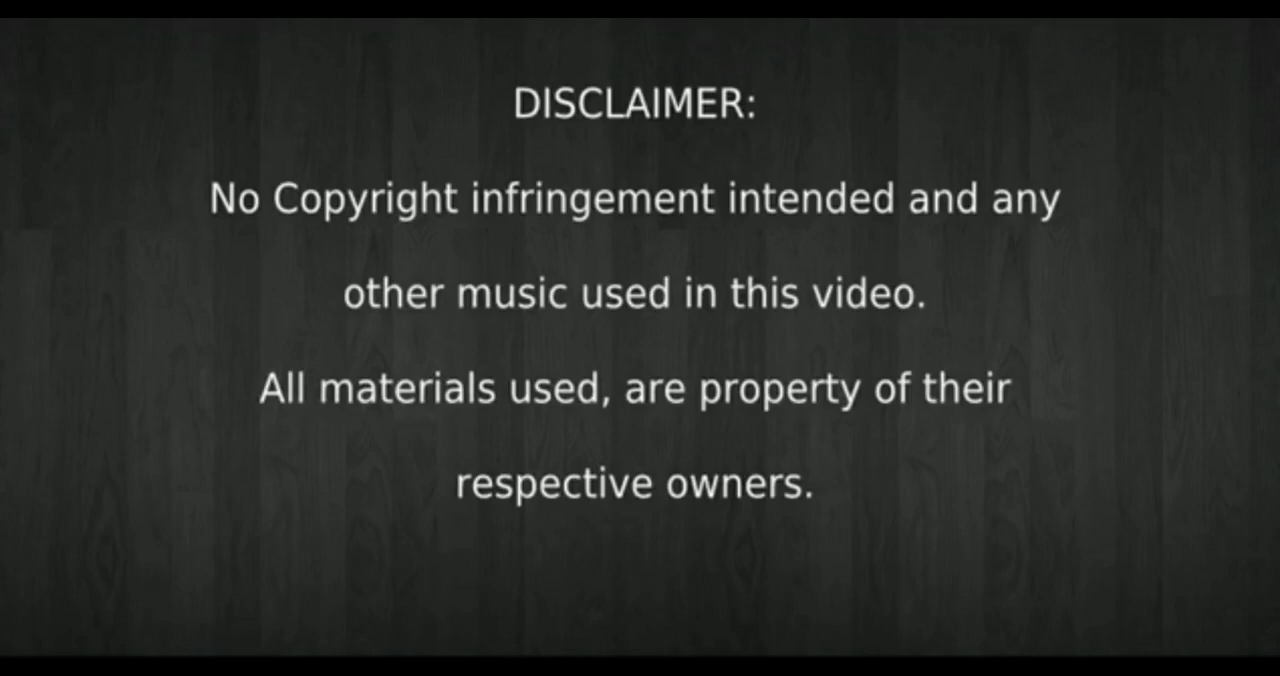 DISCLAIMER:
No Copyright infringement intended and any
other music used in this video.
All materials used, are property of their
respective owners.